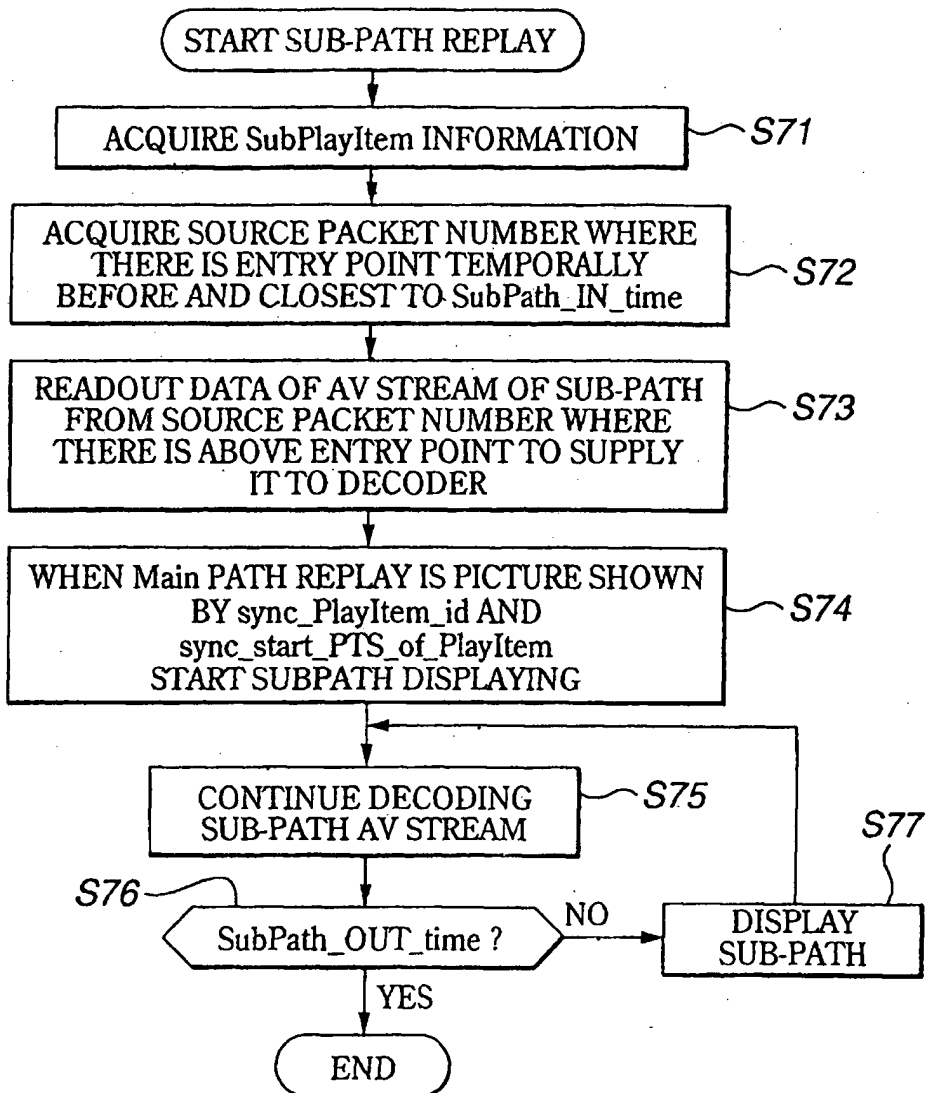 START SUB-PATH REPLAY
ACQUIRE SubPlayItem INFORMATION
S71
ACQUIRE SOURCE PACKET NUMBER WHERE
THERE IS ENTRY POINT TEMPORALLY
BEFORE AND CLOSEST TO SubPath_IN_time
S72
READOUT DATA OF AV STREAM OF SUB-PATH
FROM SOURCE PACKET NUMBER WHERE
THERE IS ABOVE ENTRY POINT TO SUPPLY
IT TO DECODER
S73
WHEN Main PATH REPLAY IS PICTURE SHOWN
BY sync_PlayItem_id AND
sync_start_PTS_of_PlayItem
START SUBPATH DISPLAYING
S74
CONTINUE DECODING
SUB-PATH AV STREAM
S75
S76
SubPath_OUT_time ?
NO
S77
DISPLAY
SUB-PATH
YES
END